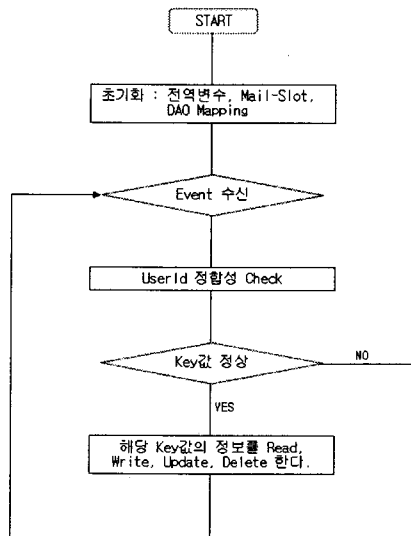 START
초기화 : 전역변수, Mail-Slot,
DAO Mapping
Event 수신
UserId 정합성 Check
Key값 정상
NO
YES
해당 Key값의 정보를 Read,
Write, Update, Delete 한다.